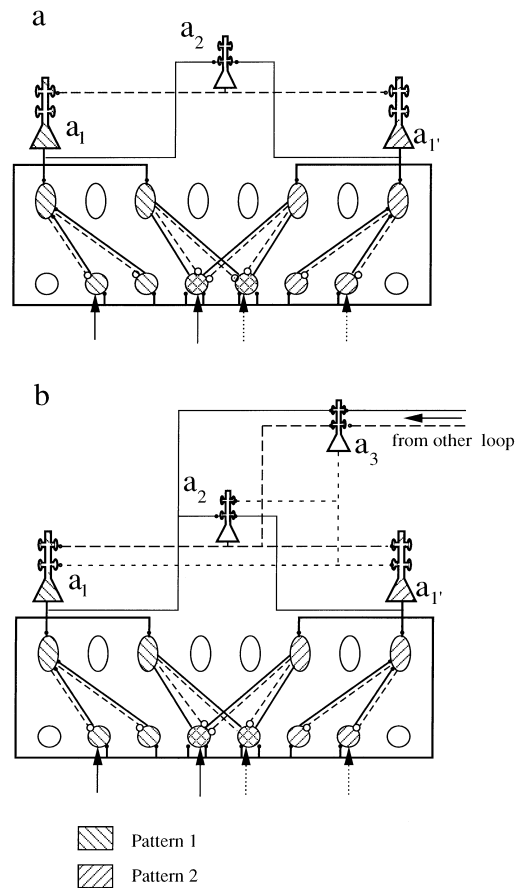 a
a2
a1
a1'
b
a3
from other loop
a2
a1
a1'
Pattern 1
Pattern 2